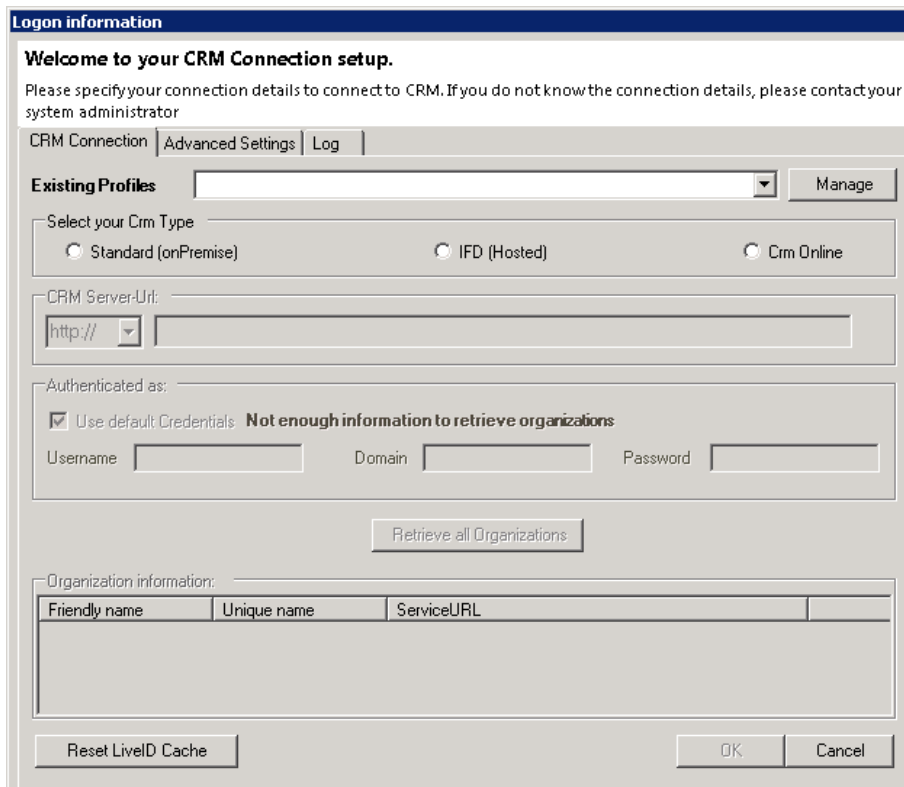 Logon information
Welcome to your CRM Connection setup.
Please specify your connection details to connect to CRM. If you do not know the connection details, please contact your
system administrator
CRM Connection Advanced Settings Log
Existing Profiles Manage
Select your Crm Type
Standard (onPremise) IFD (Hosted) Crm Online
CRM Server-Url:
http://
Authenticated as:
Use default Credentials Not enough information to retrieve organizations
Username Domain Password
Retrieve all Organizations
Organization information:
Friendly name Unique name ServiceURL
Reset LiveID Cache OK Cancel